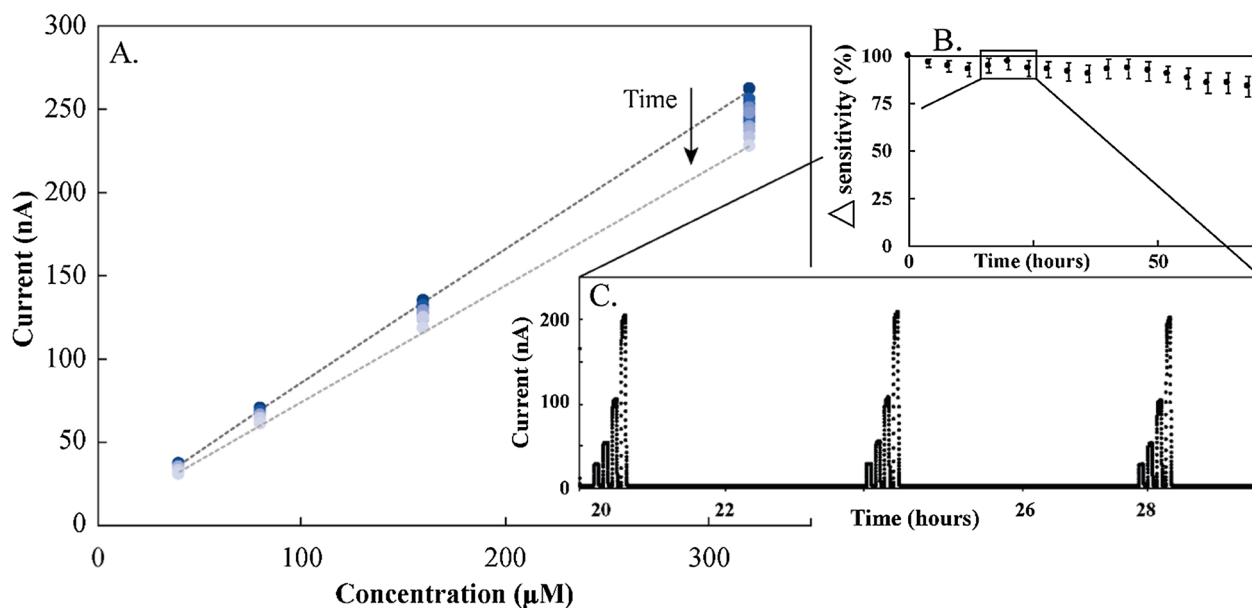 A.
300
250
200
150
100
50
0
Current (nA)
0
100
200
300
Concentration (µM)
Time
B.
100
75
50
25
0
△ sensitivity (%)
0
Time (hours)
50
C.
200
100
0
Current (nA)
20
22
Time (hours)
26
28